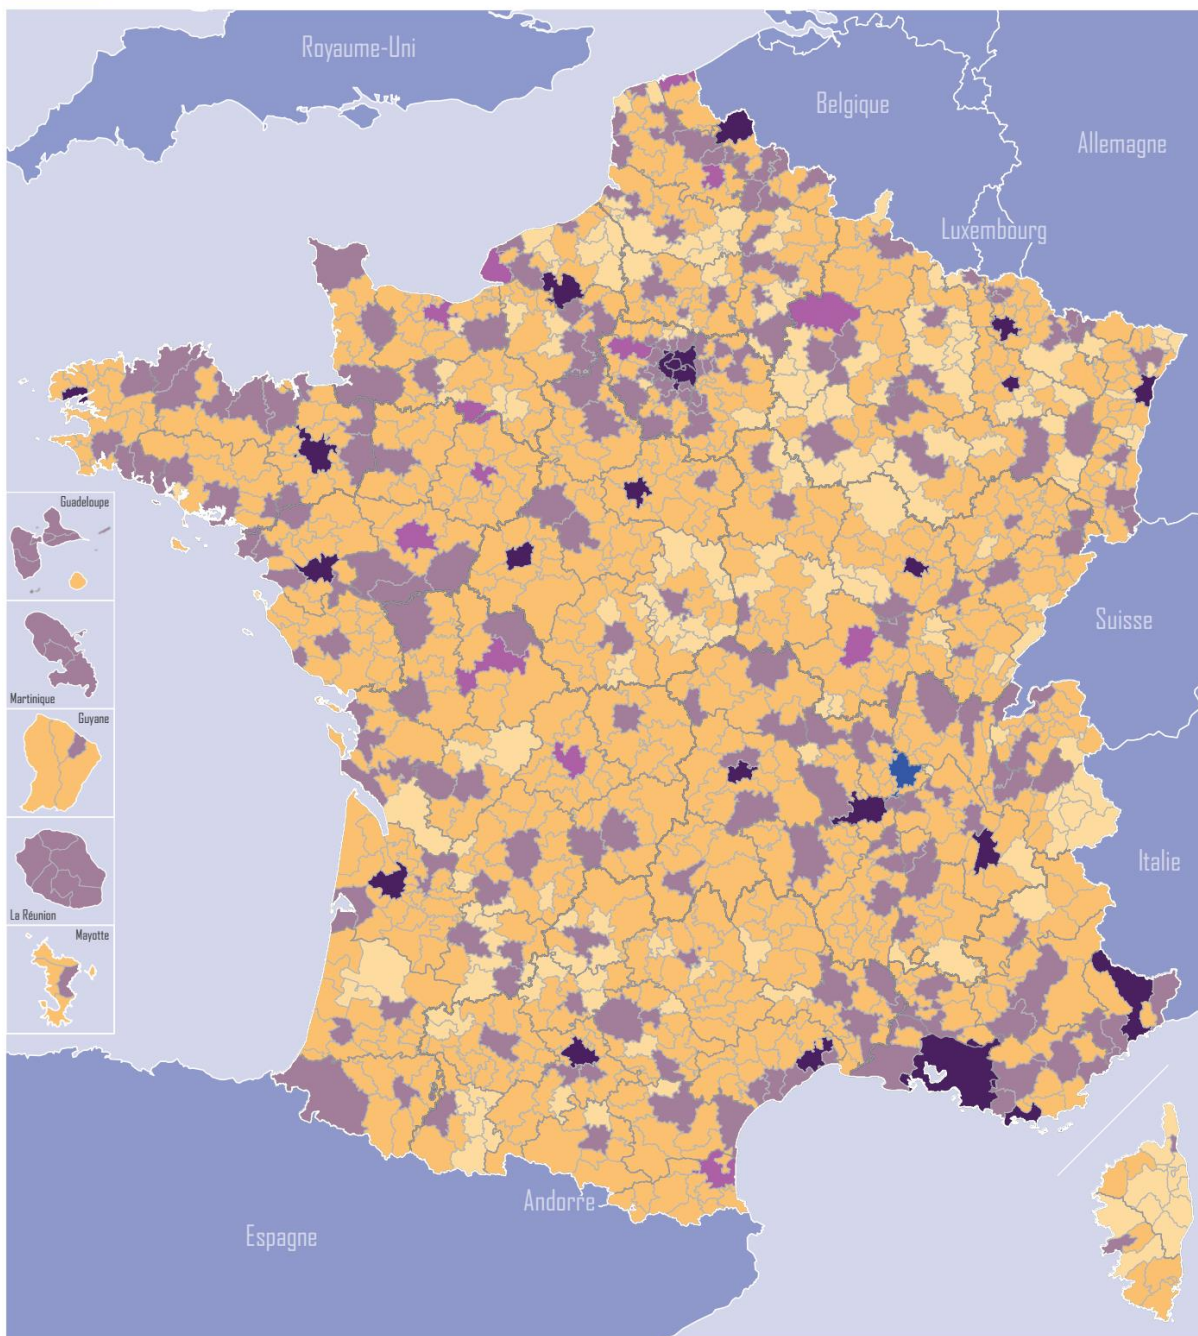 Royaume-Uni
Belgique
Allemagne
Luxembourg
Guadeloupe
Martinique
Guyane
La Réunion
Mayotte
Suisse
Italie
Andorre
Espagne